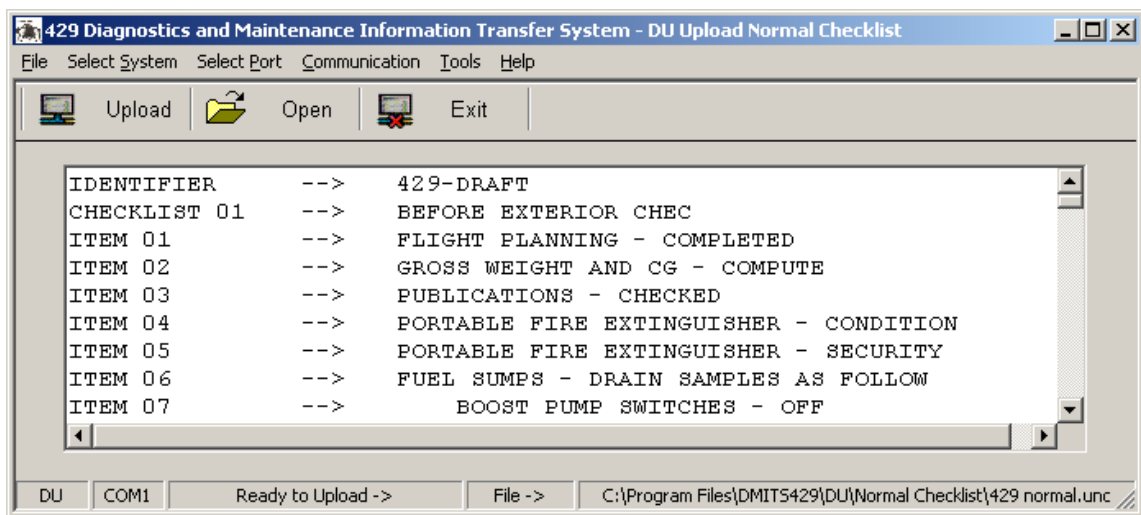 429 Diagnostics and Maintenance Information Transfer System - DU Upload Normal Checklist
File Select System Select Port Communication Tools Help
Upload Open Exit
IDENTIFIER --> 429-DRAFT
CHECKLIST 01 --> BEFORE EXTERIOR CHEC
ITEM 01 --> FLIGHT PLANNING - COMPLETED
ITEM 02 --> GROSS WEIGHT AND CG - COMPUTE
ITEM 03 --> PUBLICATIONS - CHECKED
ITEM 04 --> PORTABLE FIRE EXTINGUISHER - CONDITION
ITEM 05 --> PORTABLE FIRE EXTINGUISHER - SECURITY
ITEM 06 --> FUEL SUMPS - DRAIN SAMPLES AS FOLLOW
ITEM 07 --> BOOST PUMP SWITCHES - OFF
DU COM1 Ready to Upload -> File -> C:\Program Files\DMITS429\DU\Normal Checklist\429 normal.unc